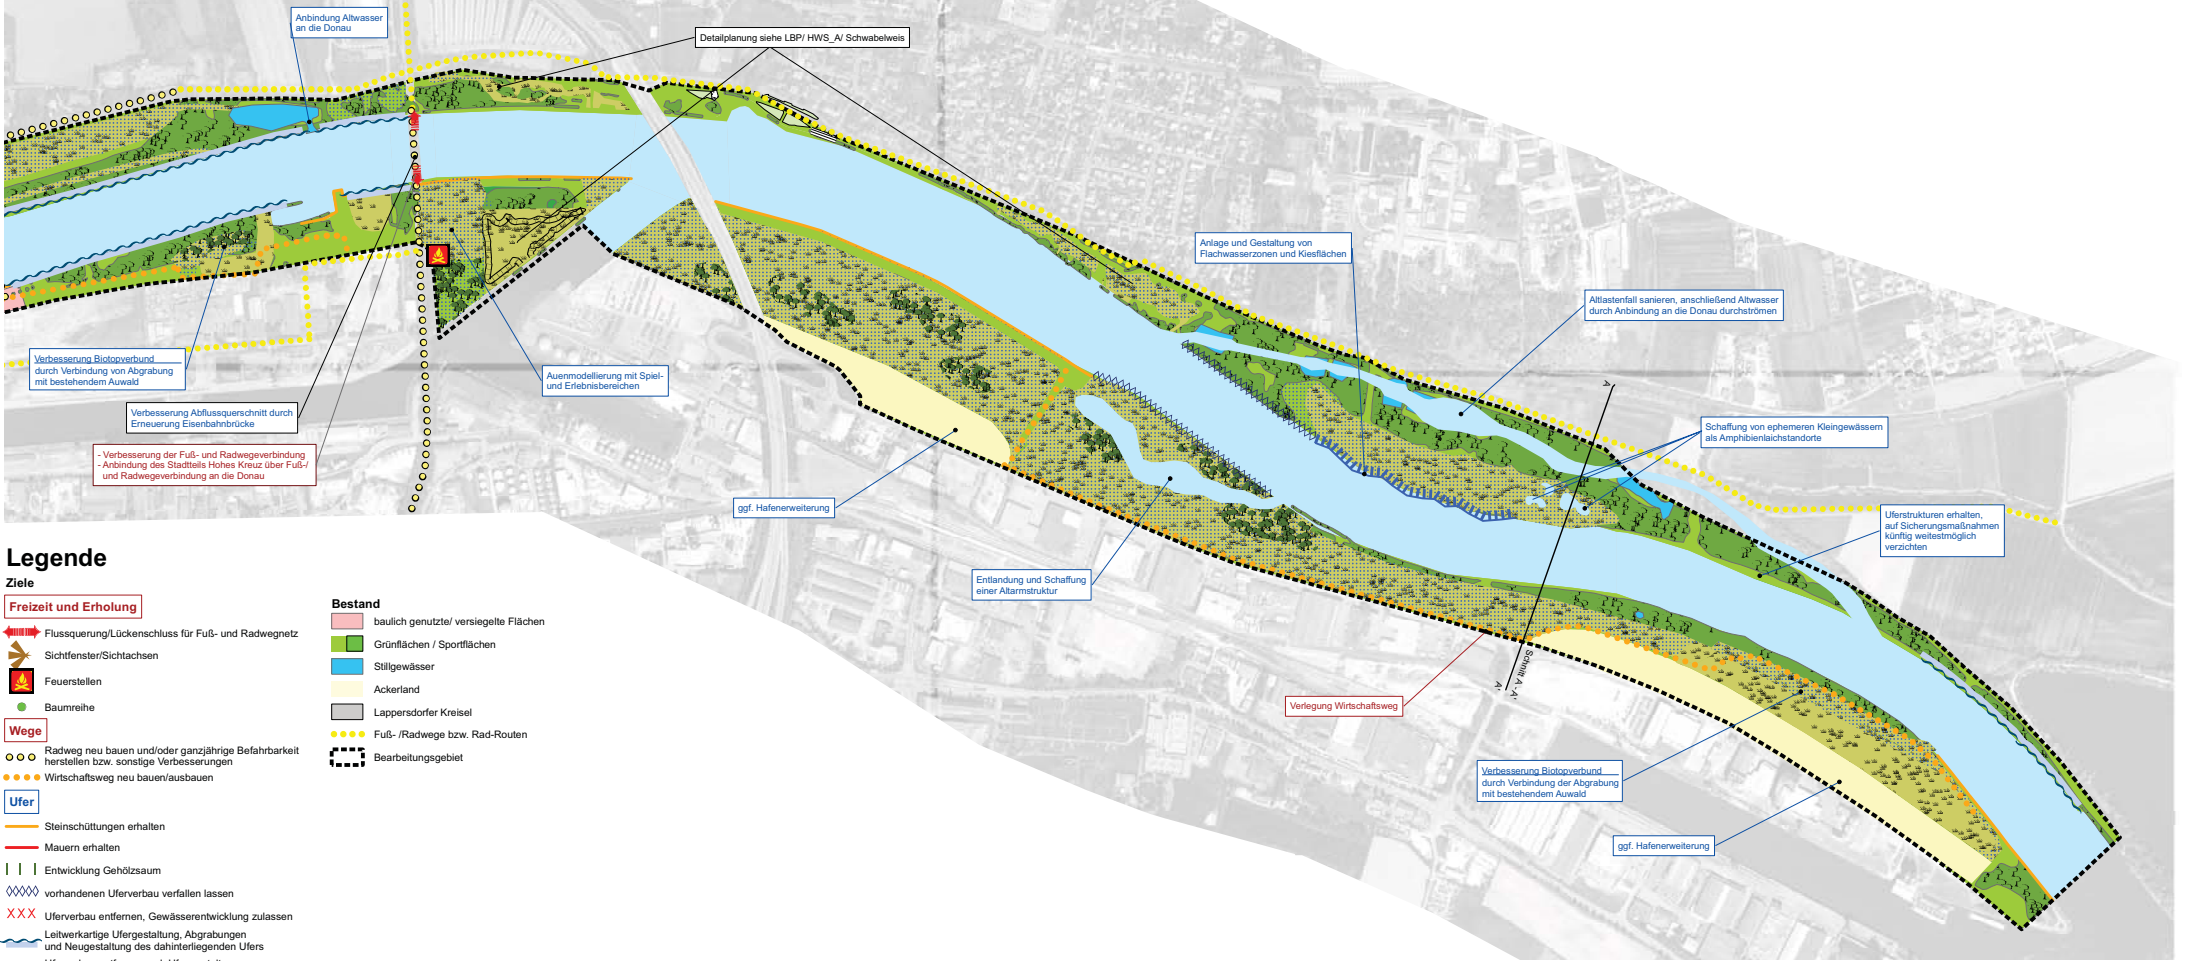 Anbindung Altwasser
an die Donau
Detailplanung siehe LBP/ HWS_A/ Schwabelweis
Anlage und Gestaltung von
Flachwasserzonen und Kiesflächen
Altlastenfall sanieren, anschließend Altwasser
durch Anbindung an die Donau durchströmen
Verbesserung Biotopverbund
durch Verbindung von Abgrabung
mit bestehendem Auwald
Auenmodellierung mit Spiel-
und Erlebnisbereichen
Verbesserung Abflussquerschnitt durch
Erneuerung Eisenbahnbrücke
- Verbesserung der Fuß- und Radwegeverbindung
- Anbindung des Stadtteils Hohes Kreuz über Fuß-/
und Radwegeverbindung an die Donau
A
Schaffung von ephemeren Kleingewässern
als Amphibienlaichstandorte
ggf. Hafenerweiterung
Uferstrukturen erhalten,
auf Sicherungsmaßnahmen
künftig weitestmöglich
verzichten
Entlandung und Schaffung
einer Altarmstruktur
Schnitt A - A'
A'
Verlegung Wirtschaftsweg
Verbesserung Biotopverbund
durch Verbindung der Abgrabung
mit bestehendem Auwald
ggf. Hafenerweiterung
Legende
Ziele
Freizeit und Erholung
Flussquerung/Lückenschluss für Fuß- und Radwegnetz
Sichtfenster/Sichtachsen
Feuerstellen
Baumreihe
Wege
Radweg neu bauen und/oder ganzjährige Befahrbarkeit
herstellen bzw. sonstige Verbesserungen
Wirtschaftsweg neu bauen/ausbauen
Ufer
Steinschüttungen erhalten
Mauern erhalten
Entwicklung Gehölzsaum
vorhandenen Uferverbau verfallen lassen
Uferverbau entfernen, Gewässerentwicklung zulassen
Leitwerkartige Ufergestaltung, Abgrabungen
und Neugestaltung des dahinterliegenden Ufers
Bestand
baulich genutzte/ versiegelte Flächen
Grünflächen / Sportflächen
Stillgewässer
Ackerland
Lappersdorfer Kreisel
Fuß- /Radwege bzw. Rad-Routen
Bearbeitungsgebiet